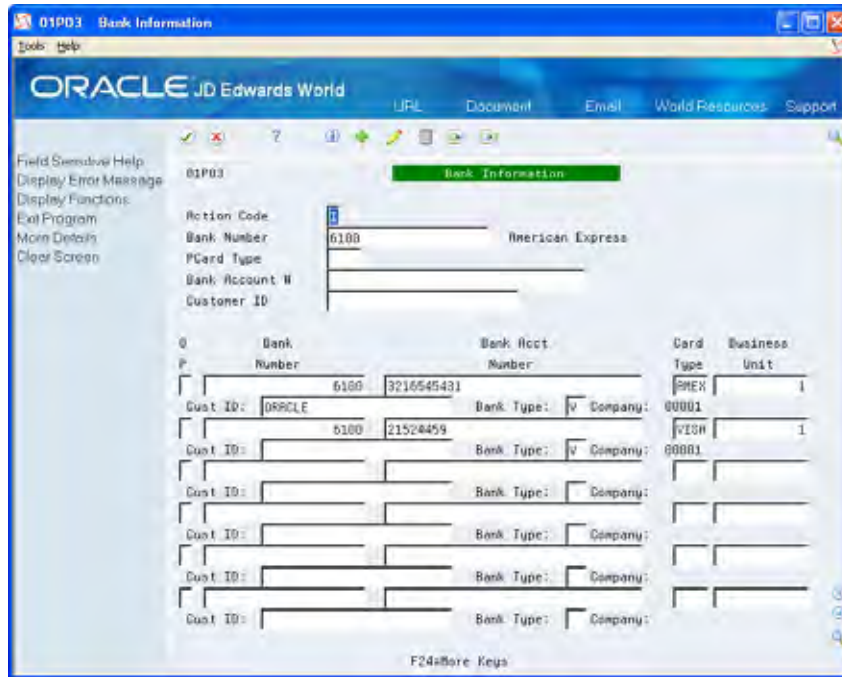 01P03 Bank Information
Tools Help
ORACLE JD Edwards World
URL Document Email World Resources Support
?
Field Sensitive Help
Display Error Message
Display Functions
Exit Program
More Details
Clear Screen
01P03 Bank Information
Action Code I
Bank Number 6100 American Express
PCard Type
Bank Account #
Customer ID
O Bank Bank Acct Card Business
P Number Number Type Unit
6100 3216545431 AMEX 1
Cust ID: ORACLE Bank Type: V Company: 00001
6100 21524459 VISA 1
Cust ID: Bank Type: V Company: 00001
Cust ID: Bank Type: Company:
Cust ID: Bank Type: Company:
Cust ID: Bank Type: Company:
Cust ID: Bank Type: Company:
F24=More Keys